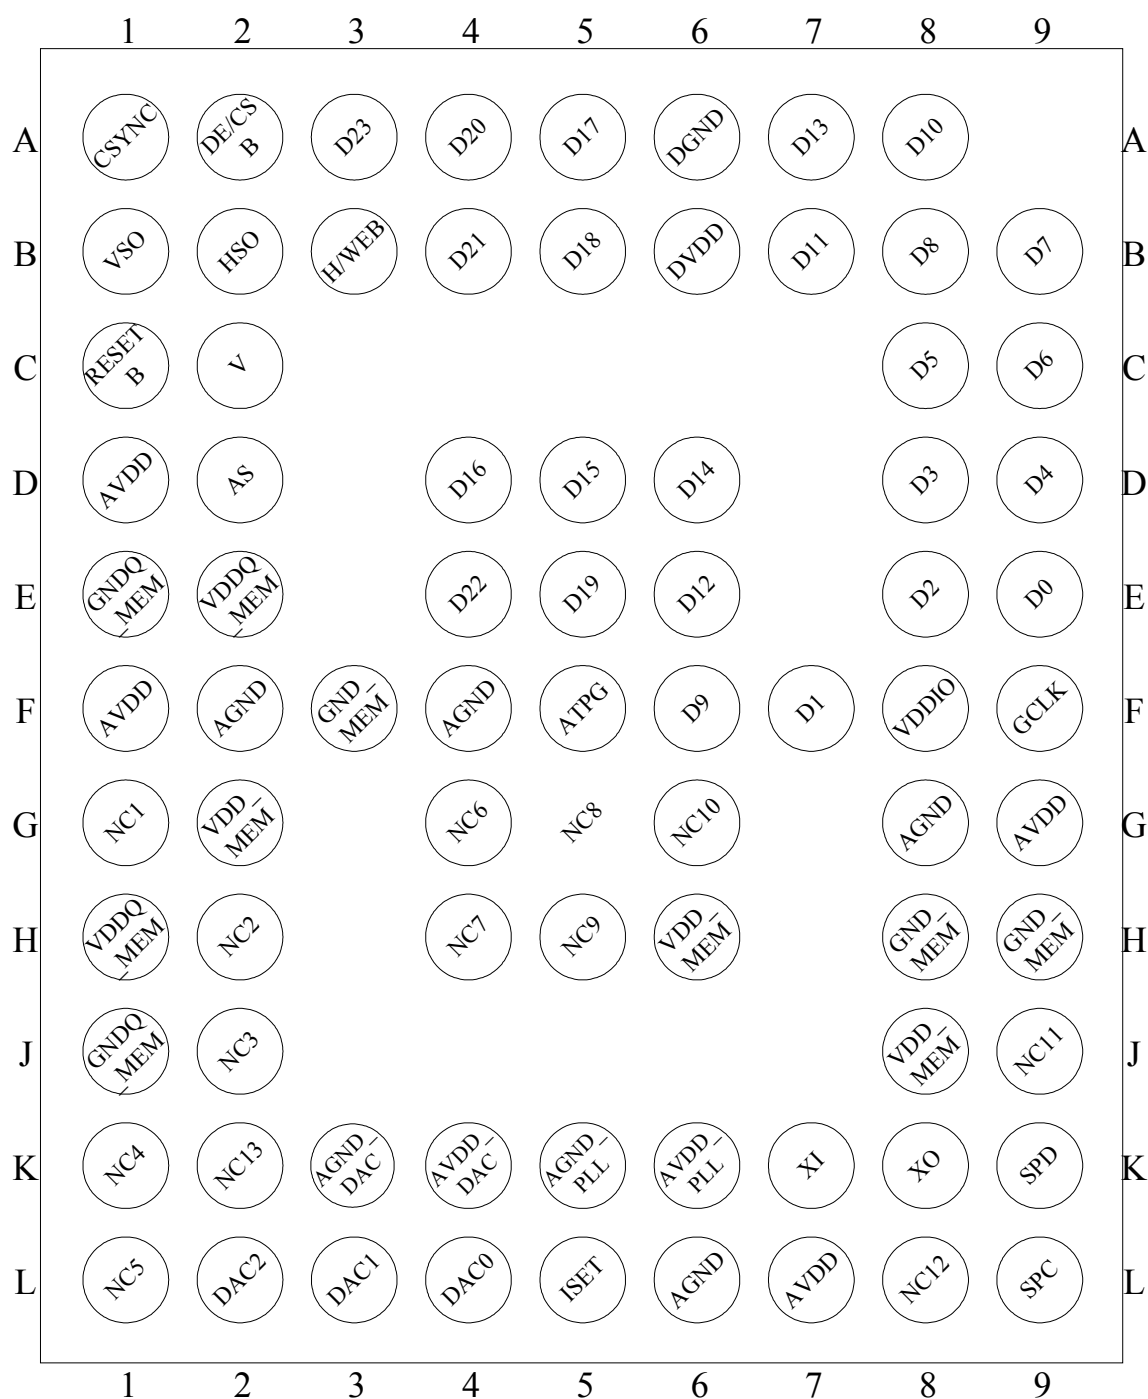 1 2 3 4 5 6 7 8 9
A CSYNC DE/CS B D23 D20 D17 DGND D13 D10 A
B VSO HSO H/WEB D21 D18 DVDD D11 D8 D7 B
C RESET B V D5 D6 C
D AVDD AS D16 D15 D14 D3 D4 D
E GNDQ _MEM VDDQ _MEM D22 D19 D12 D2 D0 E
F AVDD AGND GND_ MEM AGND ATPG D9 D1 VDDIO GCLK F
G NC1 VDD_ MEM NC6 NC8 NC10 AGND AVDD G
H VDDQ _MEM NC2 NC7 NC9 VDD_ MEM GND_ MEM GND_ MEM H
J GNDQ _MEM NC3 VDD_ MEM NC11 J
K NC4 NC13 AGND_ DAC AVDD_ DAC AGND_ PLL AVDD_ PLL XI XO SPD K
L NC5 DAC2 DAC1 DAC0 ISET AGND AVDD NC12 SPC L
1 2 3 4 5 6 7 8 9